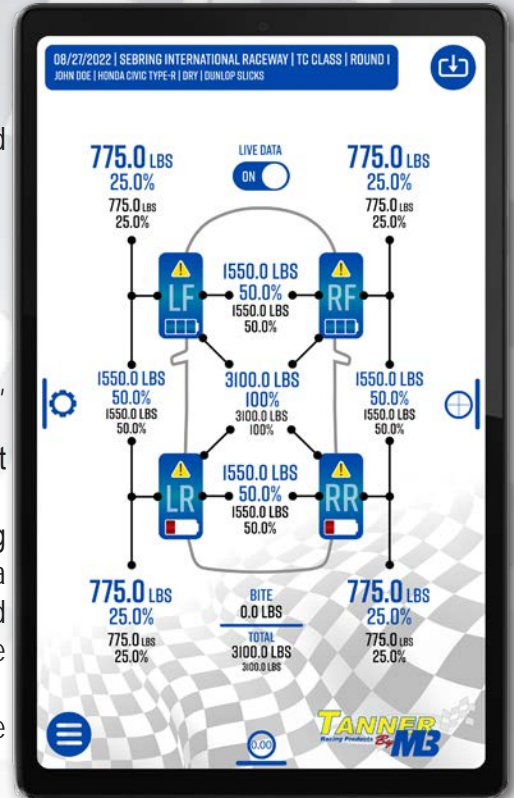 08/27/2022 | SEBRING INTERNATIONAL RACEWAY | TC CLASS | ROUND 1
JOHN DOE | HONDA CIVIC TYPE-R | DRY | DUNLOP SLICKS
775.0 LBS
25.0%
775.0 LBS
25.0%
LIVE DATA
ON
775.0 LBS
25.0%
775.0 LBS
25.0%
LF
1550.0 LBS
50.0%
1550.0 LBS
50.0%
RF
1550.0 LBS
50.0%
1550.0 LBS
50.0%
3100.0 LBS
100%
3100.0 LBS
100%
1550.0 LBS
50.0%
1550.0 LBS
50.0%
LR
1550.0 LBS
50.0%
1550.0 LBS
50.0%
RR
775.0 LBS
25.0%
775.0 LBS
25.0%
BITE
0.0 LBS
TOTAL
3100.0 LBS
3100.0 LBS
775.0 LBS
25.0%
775.0 LBS
25.0%
0.00
TANNER
Racing Products By M3